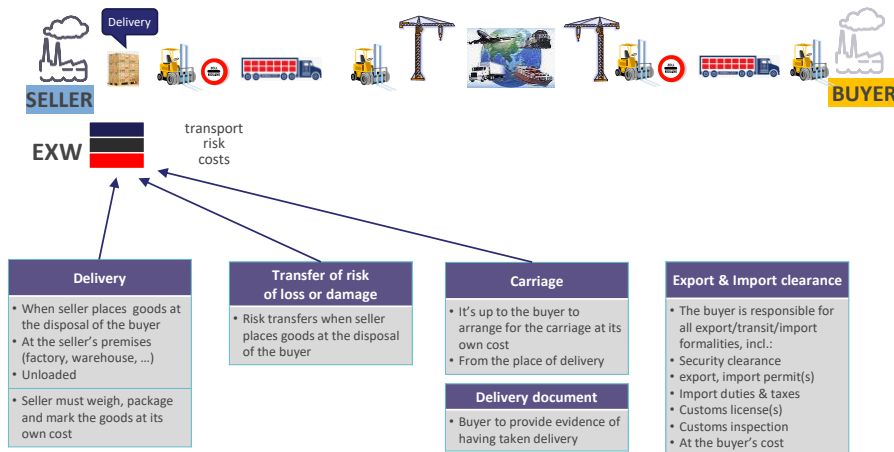 Delivery
SELLER
BUYER
EXW
transport
risk
costs
Delivery
• When seller places goods at
the disposal of the buyer
• At the seller's premises
(factory, warehouse, …)
• Unloaded
• Seller must weigh, package
and mark the goods at its
own cost
Transfer of risk
of loss or damage
• Risk transfers when seller
places goods at the disposal
of the buyer
Carriage
• It's up to the buyer to
arrange for the carriage at its
own cost
• From the place of delivery
Delivery document
• Buyer to provide evidence of
having taken delivery
Export & Import clearance
• The buyer is responsible for
all export/transit/import
formalities, incl.:
• Security clearance
• export, import permit(s)
• Import duties & taxes
• Customs license(s)
• Customs inspection
• At the buyer's cost